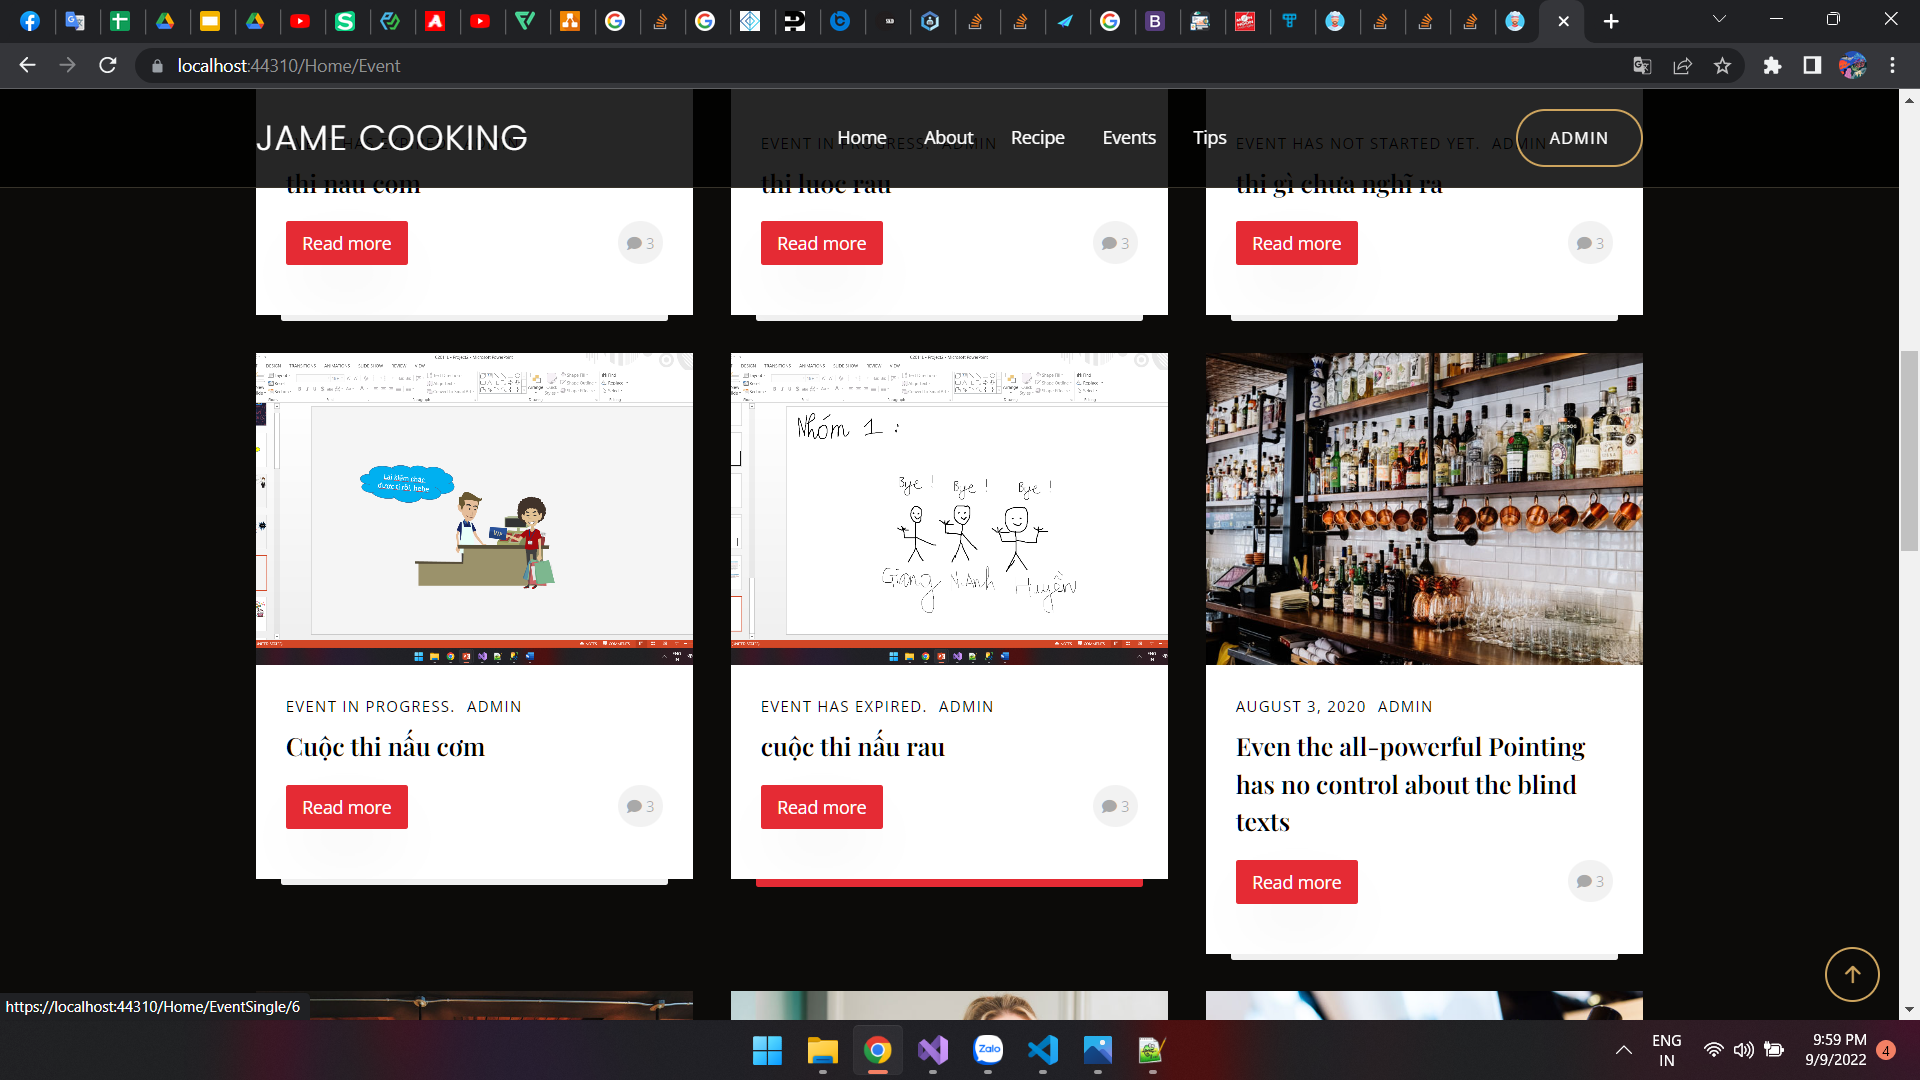 localhost:44310/Home/Event
JAME COOKING
Home
About
Recipe
Events
Tips
ADMIN
EVENT IN PROGRESS. ADMIN
EVENT HAS NOT STARTED YET. ADMIN
thi nau com
thi luoc rau
thi gì chưa nghĩ ra
Read more
3
Read more
3
Read more
3
Nhóm 1 :
Bye !
Bye !
Bye !
Giang
V.Anh
Huyền
EVENT IN PROGRESS. ADMIN
Cuộc thi nấu cơm
Read more
3
EVENT HAS EXPIRED. ADMIN
cuộc thi nấu rau
Read more
3
AUGUST 3, 2020 ADMIN
Even the all-powerful Pointing
has no control about the blind
texts
Read more
3
https://localhost:44310/Home/EventSingle/6
Zalo
ENG
IN
9:59 PM
9/9/2022
4